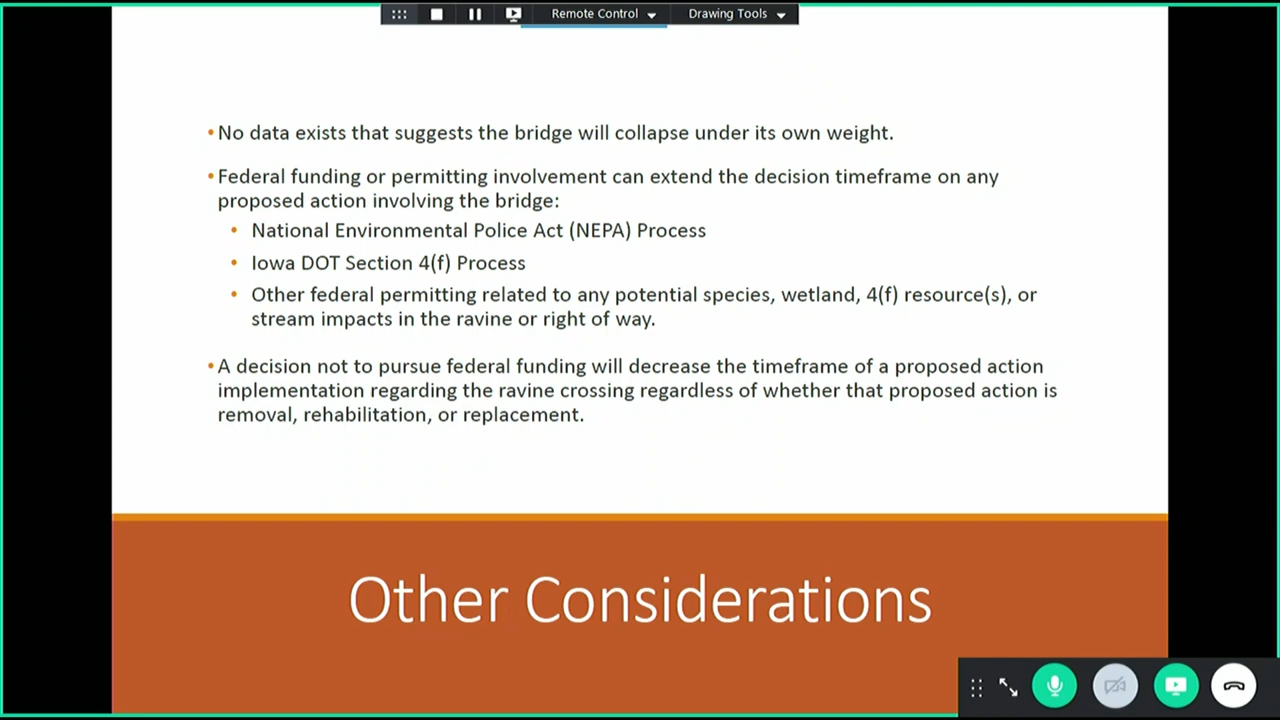 Remote Control
Drawing Tools
•No data exists that suggests the bridge will collapse under its own weight.
•Federal funding or permitting involvement can extend the decision timeframe on any
proposed action involving the bridge:
• National Environmental Police Act (NEPA) Process
• Iowa DOT Section 4(f) Process
• Other federal permitting related to any potential species, wetland, 4(f) resource(s), or
stream impacts in the ravine or right of way.
•A decision not to pursue federal funding will decrease the timeframe of a proposed action
implementation regarding the ravine crossing regardless of whether that proposed action is
removal, rehabilitation, or replacement.
Other Considerations